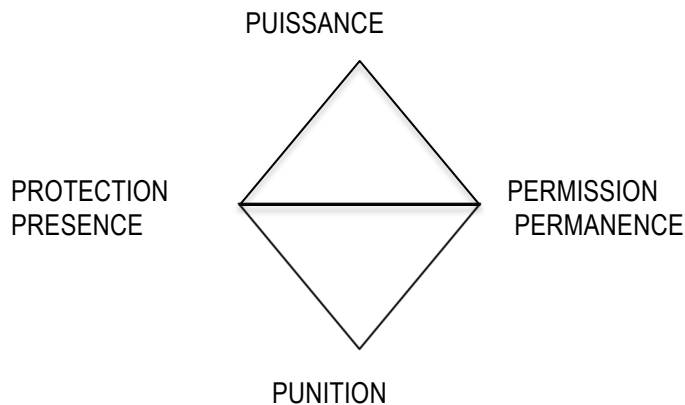 PUISSANCE
PROTECTION
PRESENCE
PERMISSION
PERMANENCE
PUNITION